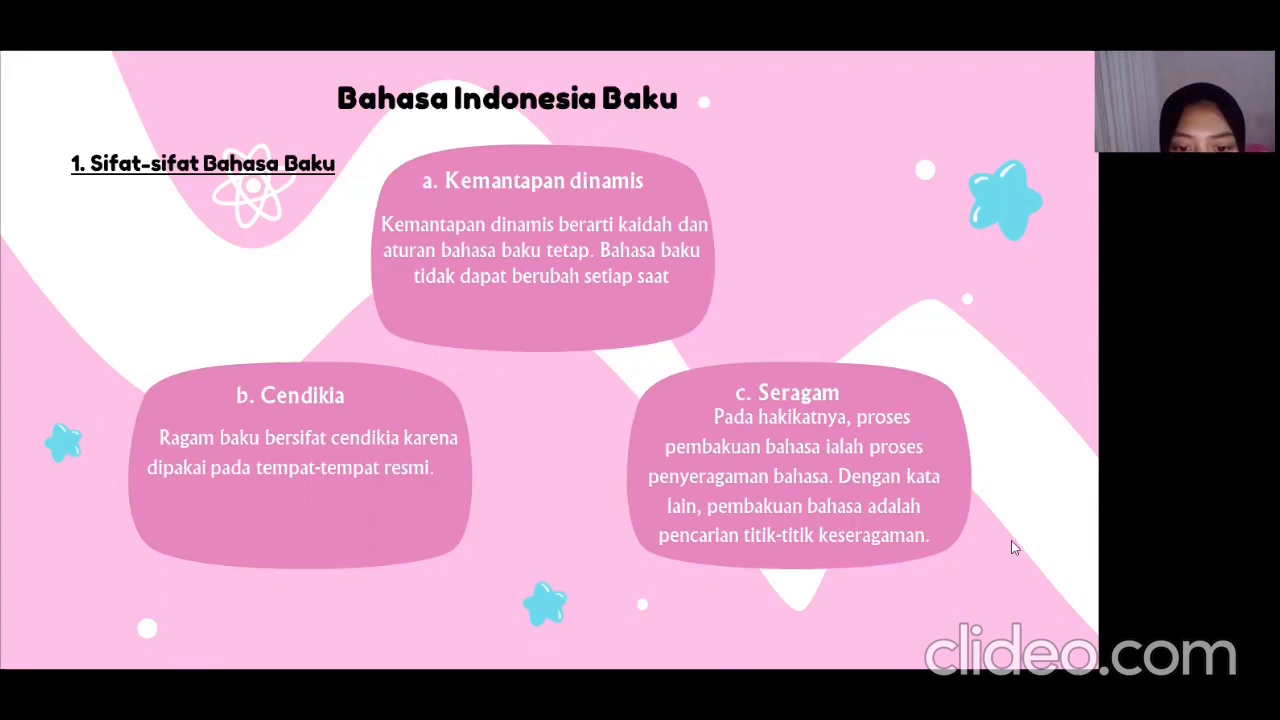 Bahasa Indonesia Baku
1. Sifat-sifat Bahasa Baku
a. Kemantapan dinamis
Kemantapan dinamis berarti kaidah dan
aturan bahasa baku tetap. Bahasa baku
tidak dapat berubah setiap saat
b. Cendikia
Ragam baku bersifat cendikia karena
dipakai pada tempat-tempat resmi.
c. Seragam
Pada hakikatnya, proses
pembakuan bahasa ialah proses
penyeragaman bahasa. Dengan kata
lain, pembakuan bahasa adalah
pencarian titik-titik keseragaman.
clideo.com